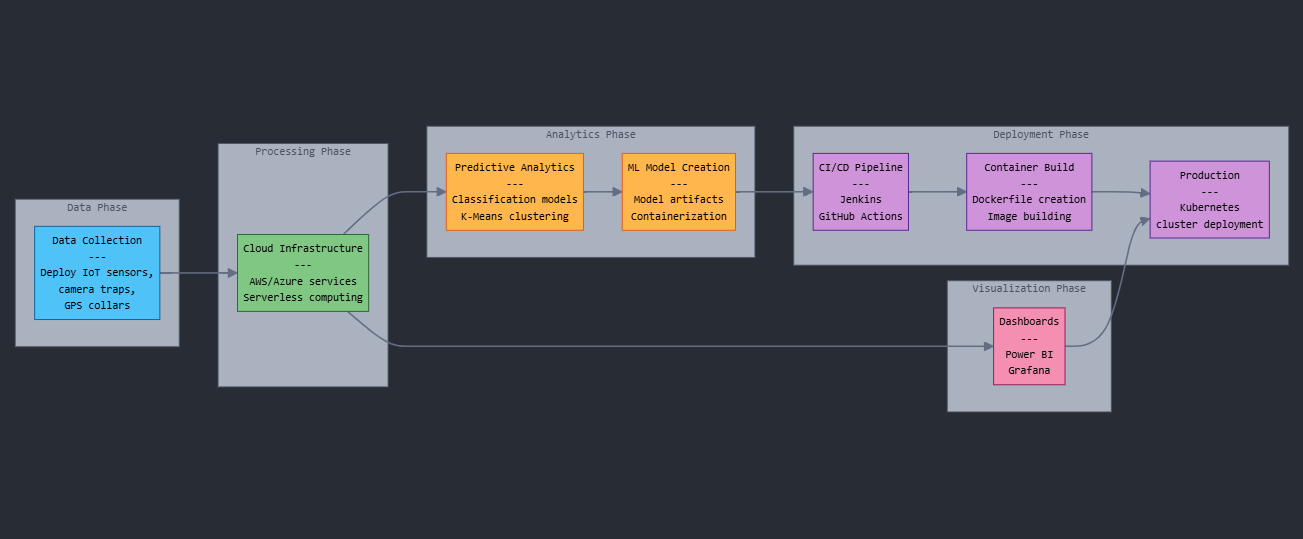 Data Phase
Data Collection
---
Deploy IoT sensors,
camera traps,
GPS collars
Processing Phase
Cloud Infrastructure
---
AWS/Azure services
Serverless computing
Analytics Phase
Predictive Analytics
---
Classification models
K-Means clustering
ML Model Creation
---
Model artifacts
Containerization
Deployment Phase
CI/CD Pipeline
---
Jenkins
GitHub Actions
Container Build
---
Dockerfile creation
Image building
Production
---
Kubernetes
cluster deployment
Visualization Phase
Dashboards
---
Power BI
Grafana